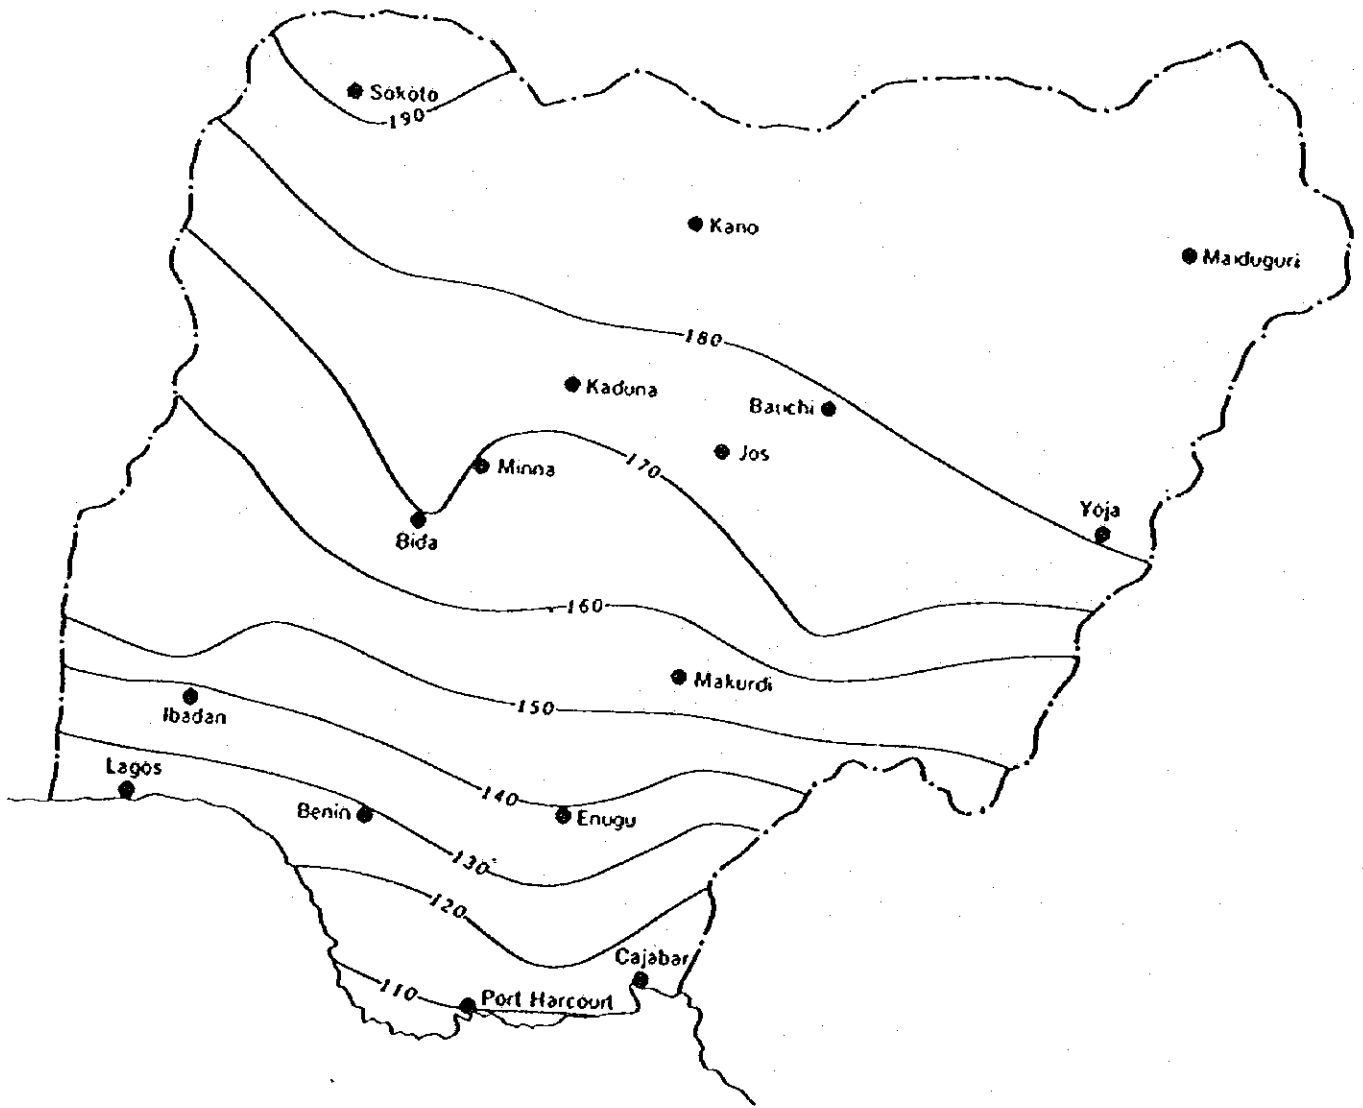 Sokoto
190
Kano
Maiduguri
180
Kaduna
Bauchi
Jos
170
Minna
Yoja
Bida
160
Makurdi
150
Ibadan
Lagos
140
Benin
Enugu
130
120
Cajabar
110
Port Harcourt